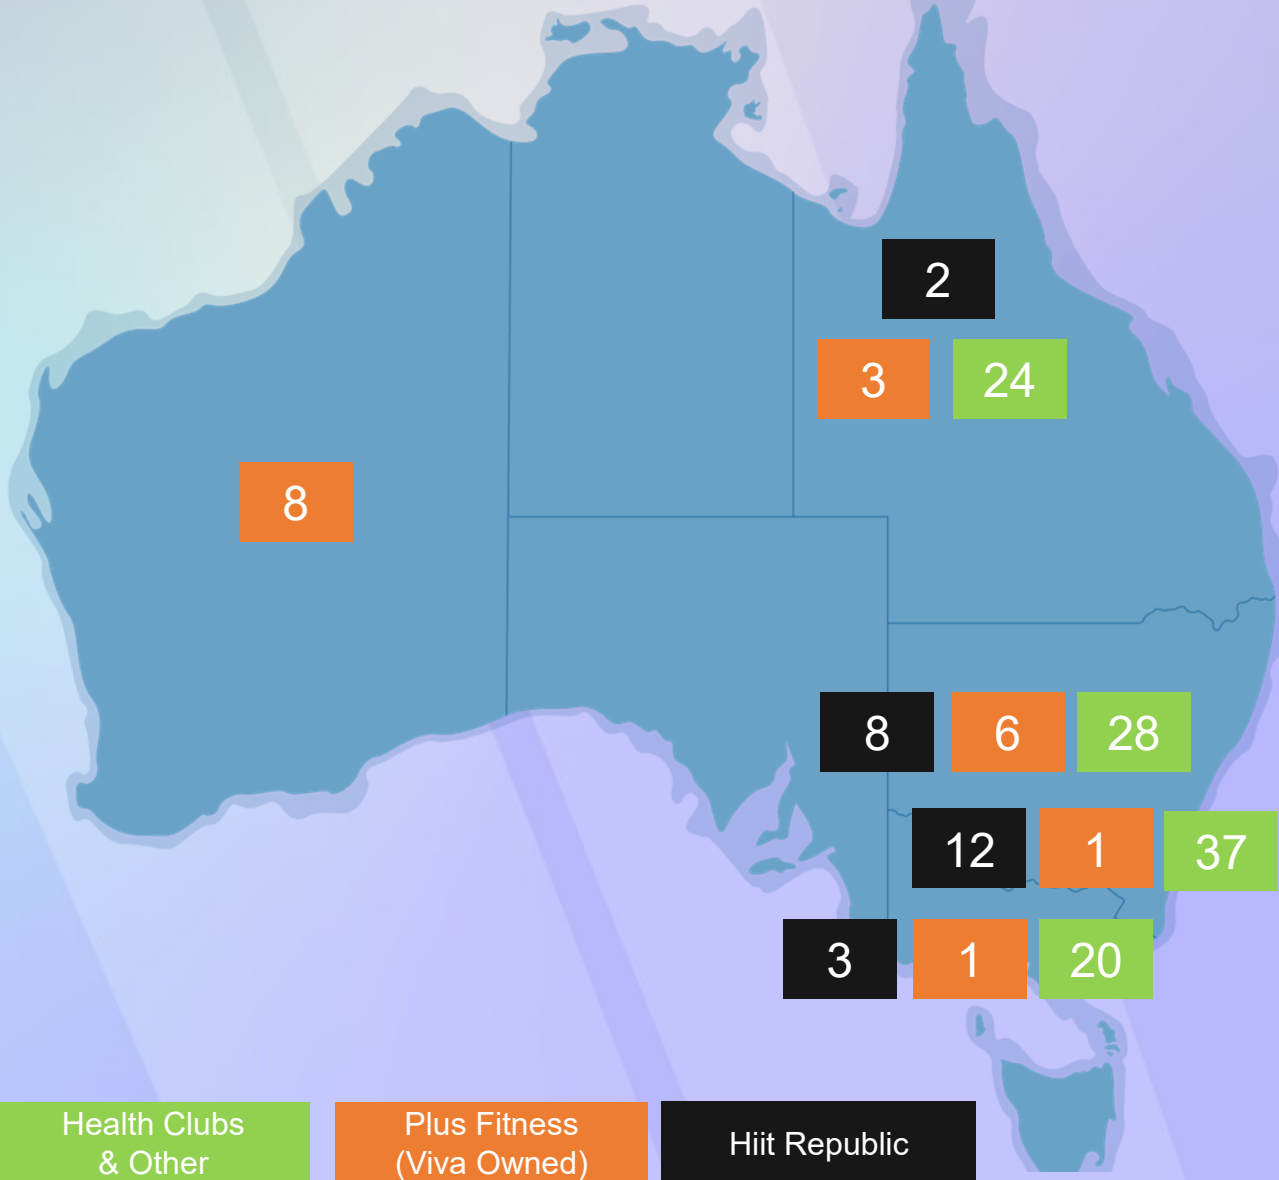 2
3 24
8
8 6 28
12 1 37
3 1 20
Health Clubs
& Other
Plus Fitness
(Viva Owned)
Hiit Republic